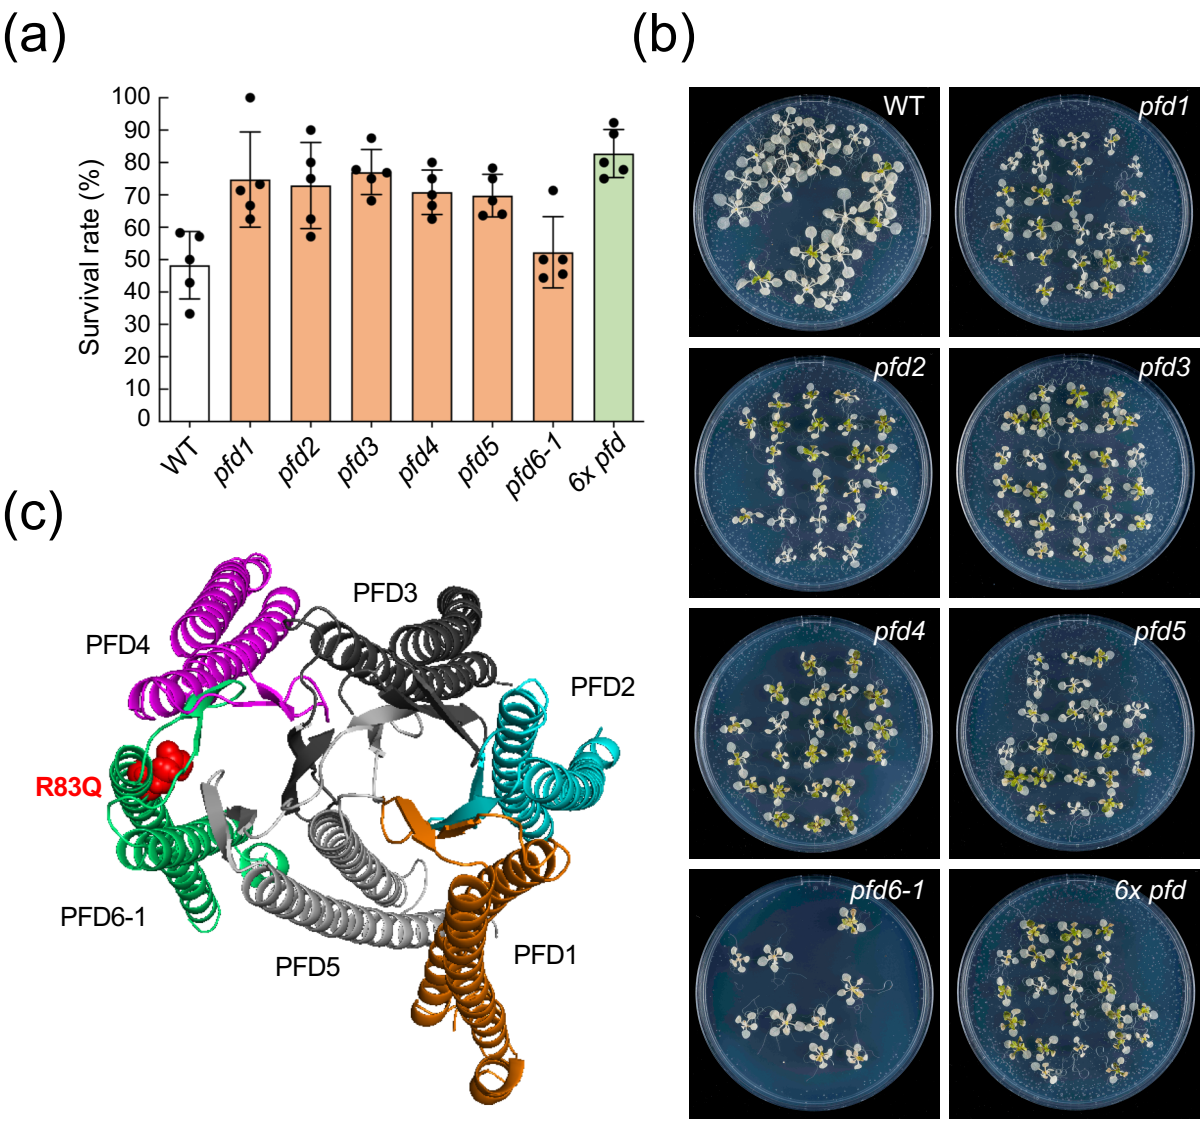 (a)
Survival rate (%)
100
90
80
70
60
50
40
30
20
10
0
WT
pfd1
pfd2
pfd3
pfd4
pfd5
pfd6-1
6x pfd
(b)
WT
pfd1
pfd2
pfd3
pfd4
pfd5
pfd6-1
6x pfd
(c)
PFD3
PFD4
PFD2
R83Q
PFD6-1
PFD5
PFD1